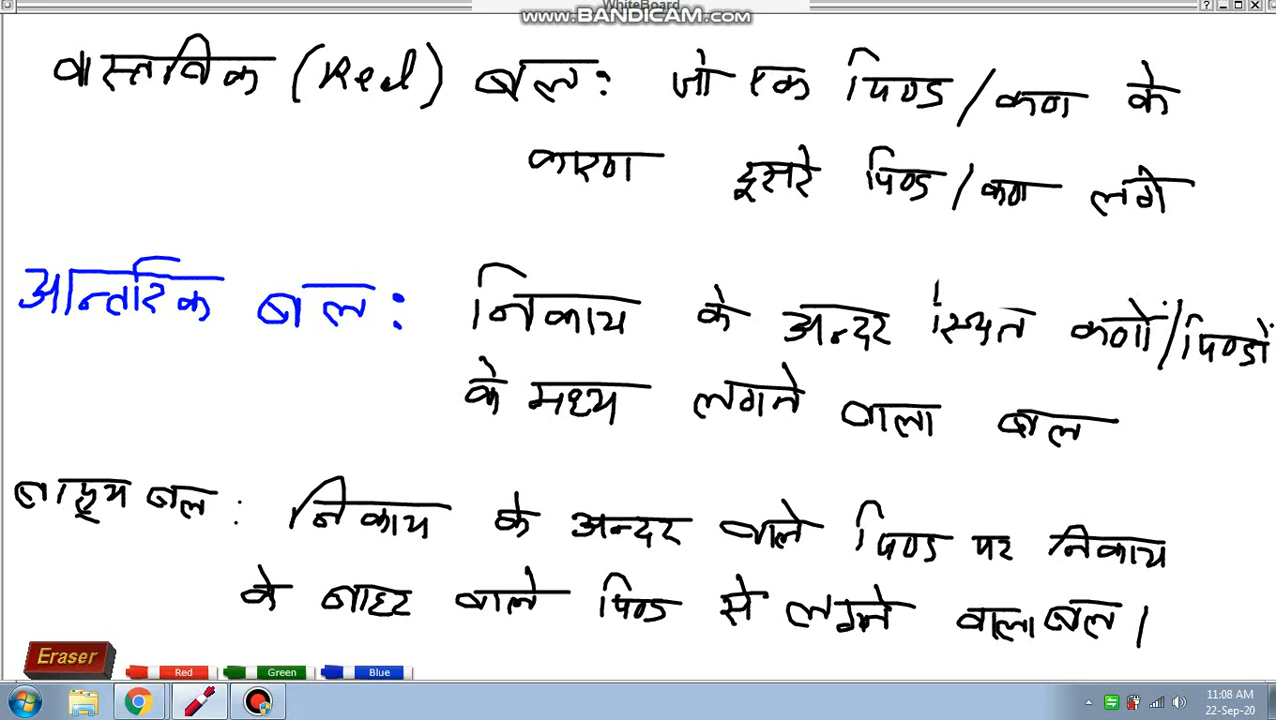 WhiteBoard
www.BANDICAM.com
वास्तविक (Real) बल: जो एक पिण्ड/कण के
कारण दूसरे पिण्ड/कण लगे
आन्तरिक बल: निकाय के अन्दर स्थित कणों/पिण्डों
के मध्य लगने वाला बल
बाह्य बल: निकाय के अन्दर वाले पिण्ड पर निकाय
के बाहर वाले पिण्ड से लगने वाला बल।
Eraser
Red Green Blue
11:08 AM
22-Sep-20